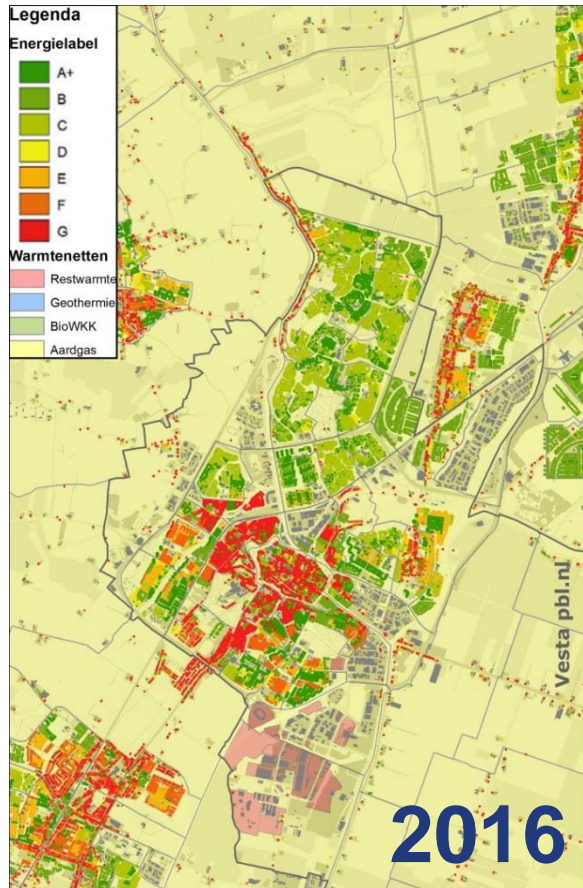 Legenda
Energielabel
A+
B
C
D
E
F
G
Warmtenetten
Restwarmte
Geothermie
BioWKK
Aardgas
Vesta pbl.nl
2016